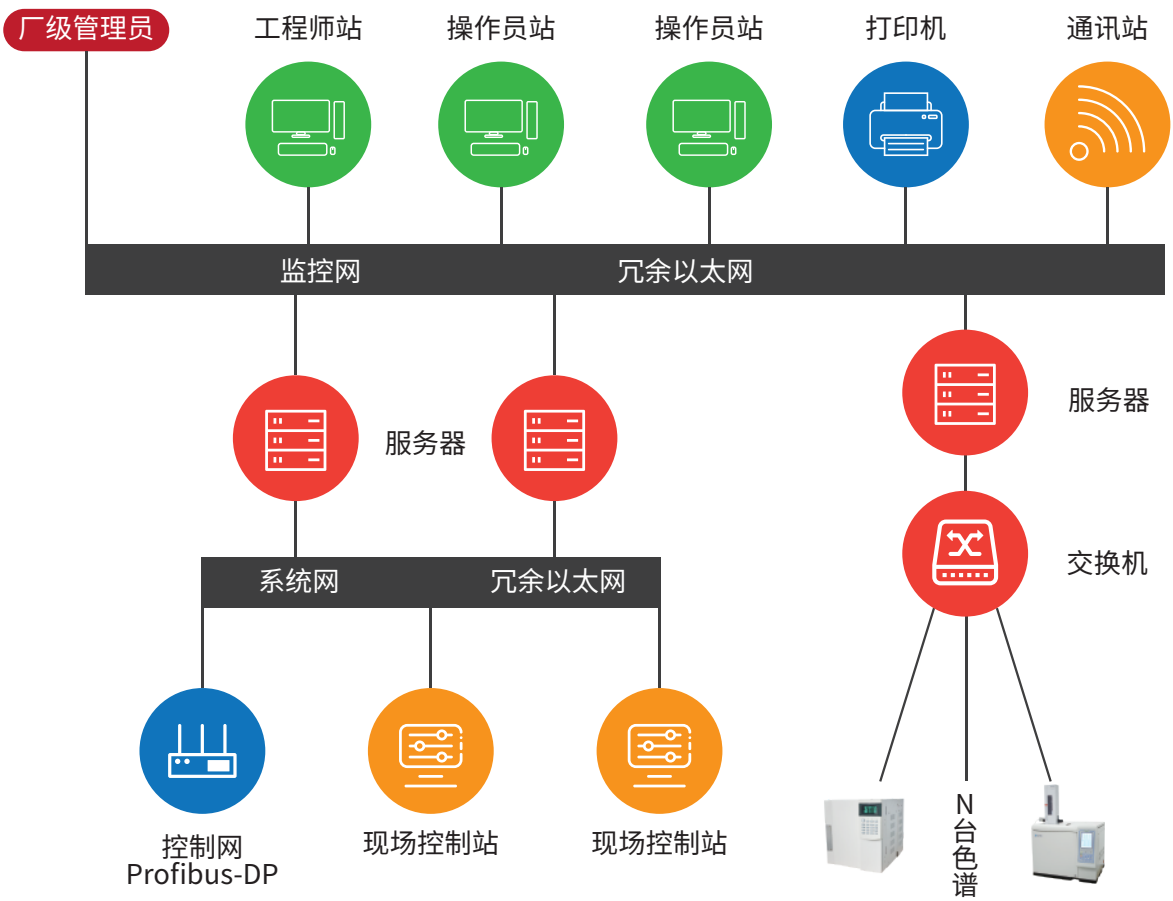 厂级管理员
工程师站
操作员站
操作员站
打印机
通讯站
监控网
冗余以太网
服务器
服务器
交换机
系统网
冗余以太网
控制网
Profibus-DP
现场控制站
现场控制站
N台色谱